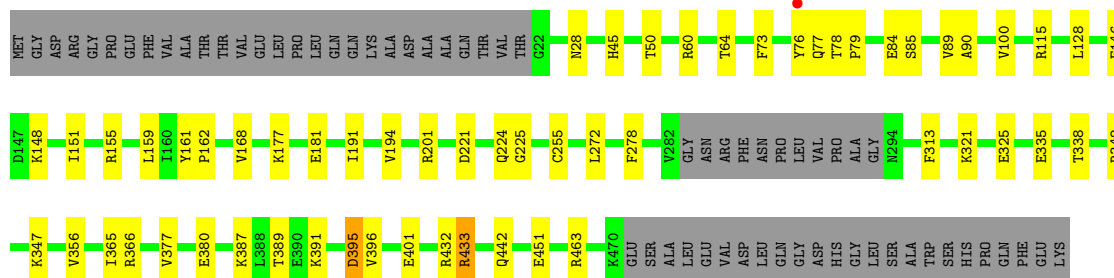 MET GLY ASP ARG GLY PRO GLU PHE VAL ALA THR THR VAL GLU LEU PRO LEU GLN GLN LYS ALA ASP ALA ALA GLN THR VAL THR G22 N28 H45 T50 R60 T64 F73 Y76 Q77 T78 P79 E84 S85 V89 A90 V100 R115 L128
D147 K148 I151 R155 L159 I160 Y161 P162 V168 K177 E181 I191 V194 R201 D221 Q224 G225 C255 L272 F278 V282 GLY ASN ARG PHE ASN PRO LEU VAL PRO ALA GLY N294 F313 K321 E325 E335 T338
K347 V356 I365 R366 V377 E380 K387 L388 T389 E390 K391 D395 V396 E401 R432 R433 Q442 E451 R463 K470 GLU SER ALA LEU GLU VAL ASP LEU GLN GLY ASP HIS GLY LEU SER ALA TRP SER HIS PRO GLN PHE GLU LYS